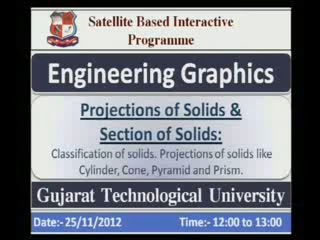 Satellite Based Interactive
Programme
Engineering Graphics
Projections of Solids &
Section of Solids:
Classification of solids. Projections of solids like
Cylinder, Cone, Pyramid and Prism.
Gujarat Technological University
Date:- 25/11/2012 Time:- 12:00 to 13:00